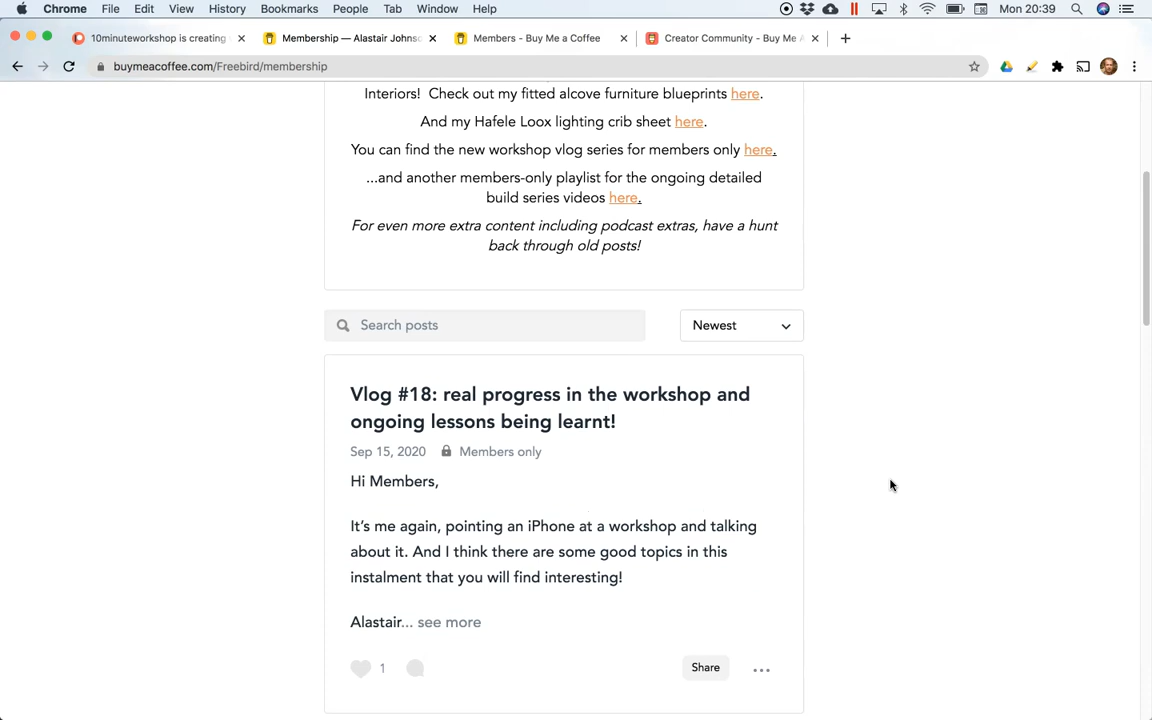 Chrome File Edit View History Bookmarks People Tab Window Help Mon 20:39
10minuteworkshop is creating
Membership — Alastair Johns
Members - Buy Me a Coffee
Creator Community - Buy Me
buymeacoffee.com/Freebird/membership
Interiors! Check out my fitted alcove furniture blueprints here.
And my Hafele Loox lighting crib sheet here.
You can find the new workshop vlog series for members only here.
...and another members-only playlist for the ongoing detailed
build series videos here.
For even more extra content including podcast extras, have a hunt
back through old posts!
Search posts
Newest
Vlog #18: real progress in the workshop and
ongoing lessons being learnt!
Sep 15, 2020 Members only
Hi Members,
It's me again, pointing an iPhone at a workshop and talking
about it. And I think there are some good topics in this
instalment that you will find interesting!
Alastair... see more
1
Share